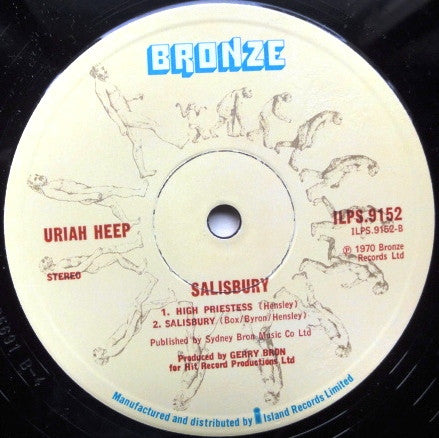 BRONZE
URIAH HEEP
STEREO
ILPS.9152
ILPS.9152-B
℗ 1970 Bronze
Records Ltd
SALISBURY
1. HIGH PRIESTESS (Hensley)
2. SALISBURY (Box/Byron/Hensley)
Published by Sydney Bron Music Co Ltd
Produced by GERRY BRON
for Hit Record Productions Ltd
Manufactured and distributed by i Island Records Limited